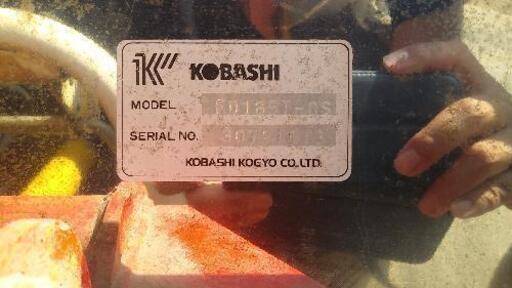 KOBASHI
MODEL
SERIAL NO.
KOBASHI KOGYO CO., LTD.